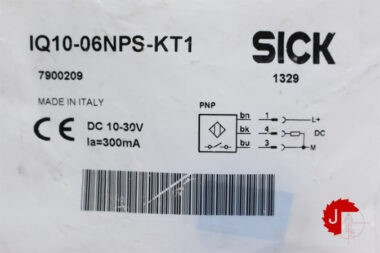 IQ10-06NPS-KT1
SICK
7900209
1329
MADE IN ITALY
CE
DC 10-30V
Ia=300mA
PNP
bn 1 L+
bk 4 DC
bu 3 M
J